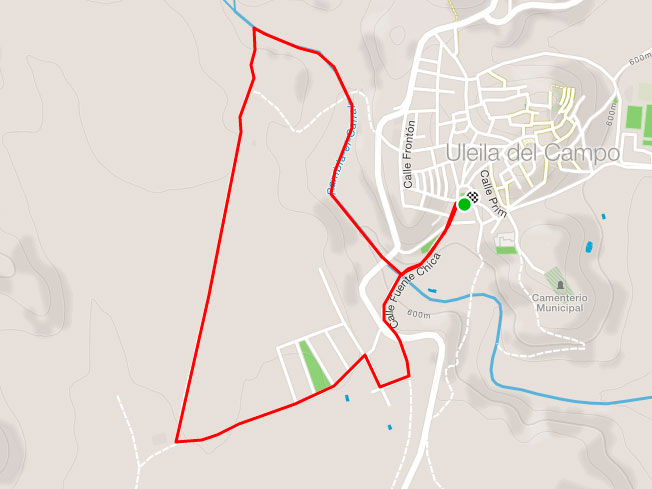 600m
600m
Calle Frontón
Uleila del Campo
Calle Prim
Calle Fuente Chica
600m
Camenterio
Municipal